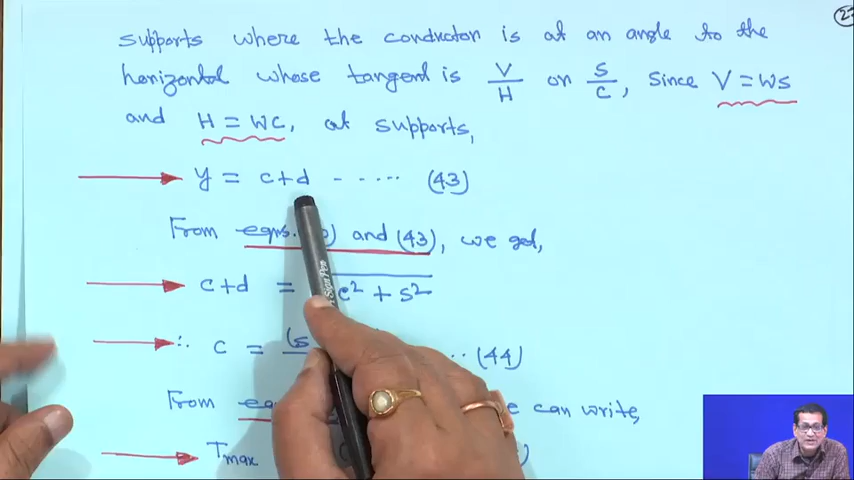 22
supports where the conductor is at an angle to the
horizontal whose tangent is V/H or S/C, Since V = WS
and H = WC, at supports,
y = c+d - - ···· (43)
From eqns. ) and (43), we get,
c+d = c² + s²
∴ c = (s ·· (44)
From can write,
Tmax